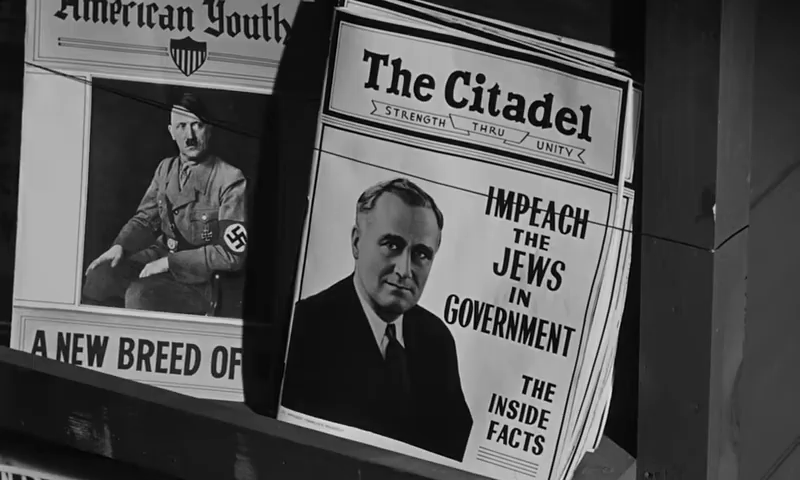 American Youth
A NEW BREED OF
The Citadel
STRENGTH THRU UNITY
IMPEACH
THE
JEWS
IN
GOVERNMENT
THE
INSIDE
FACTS